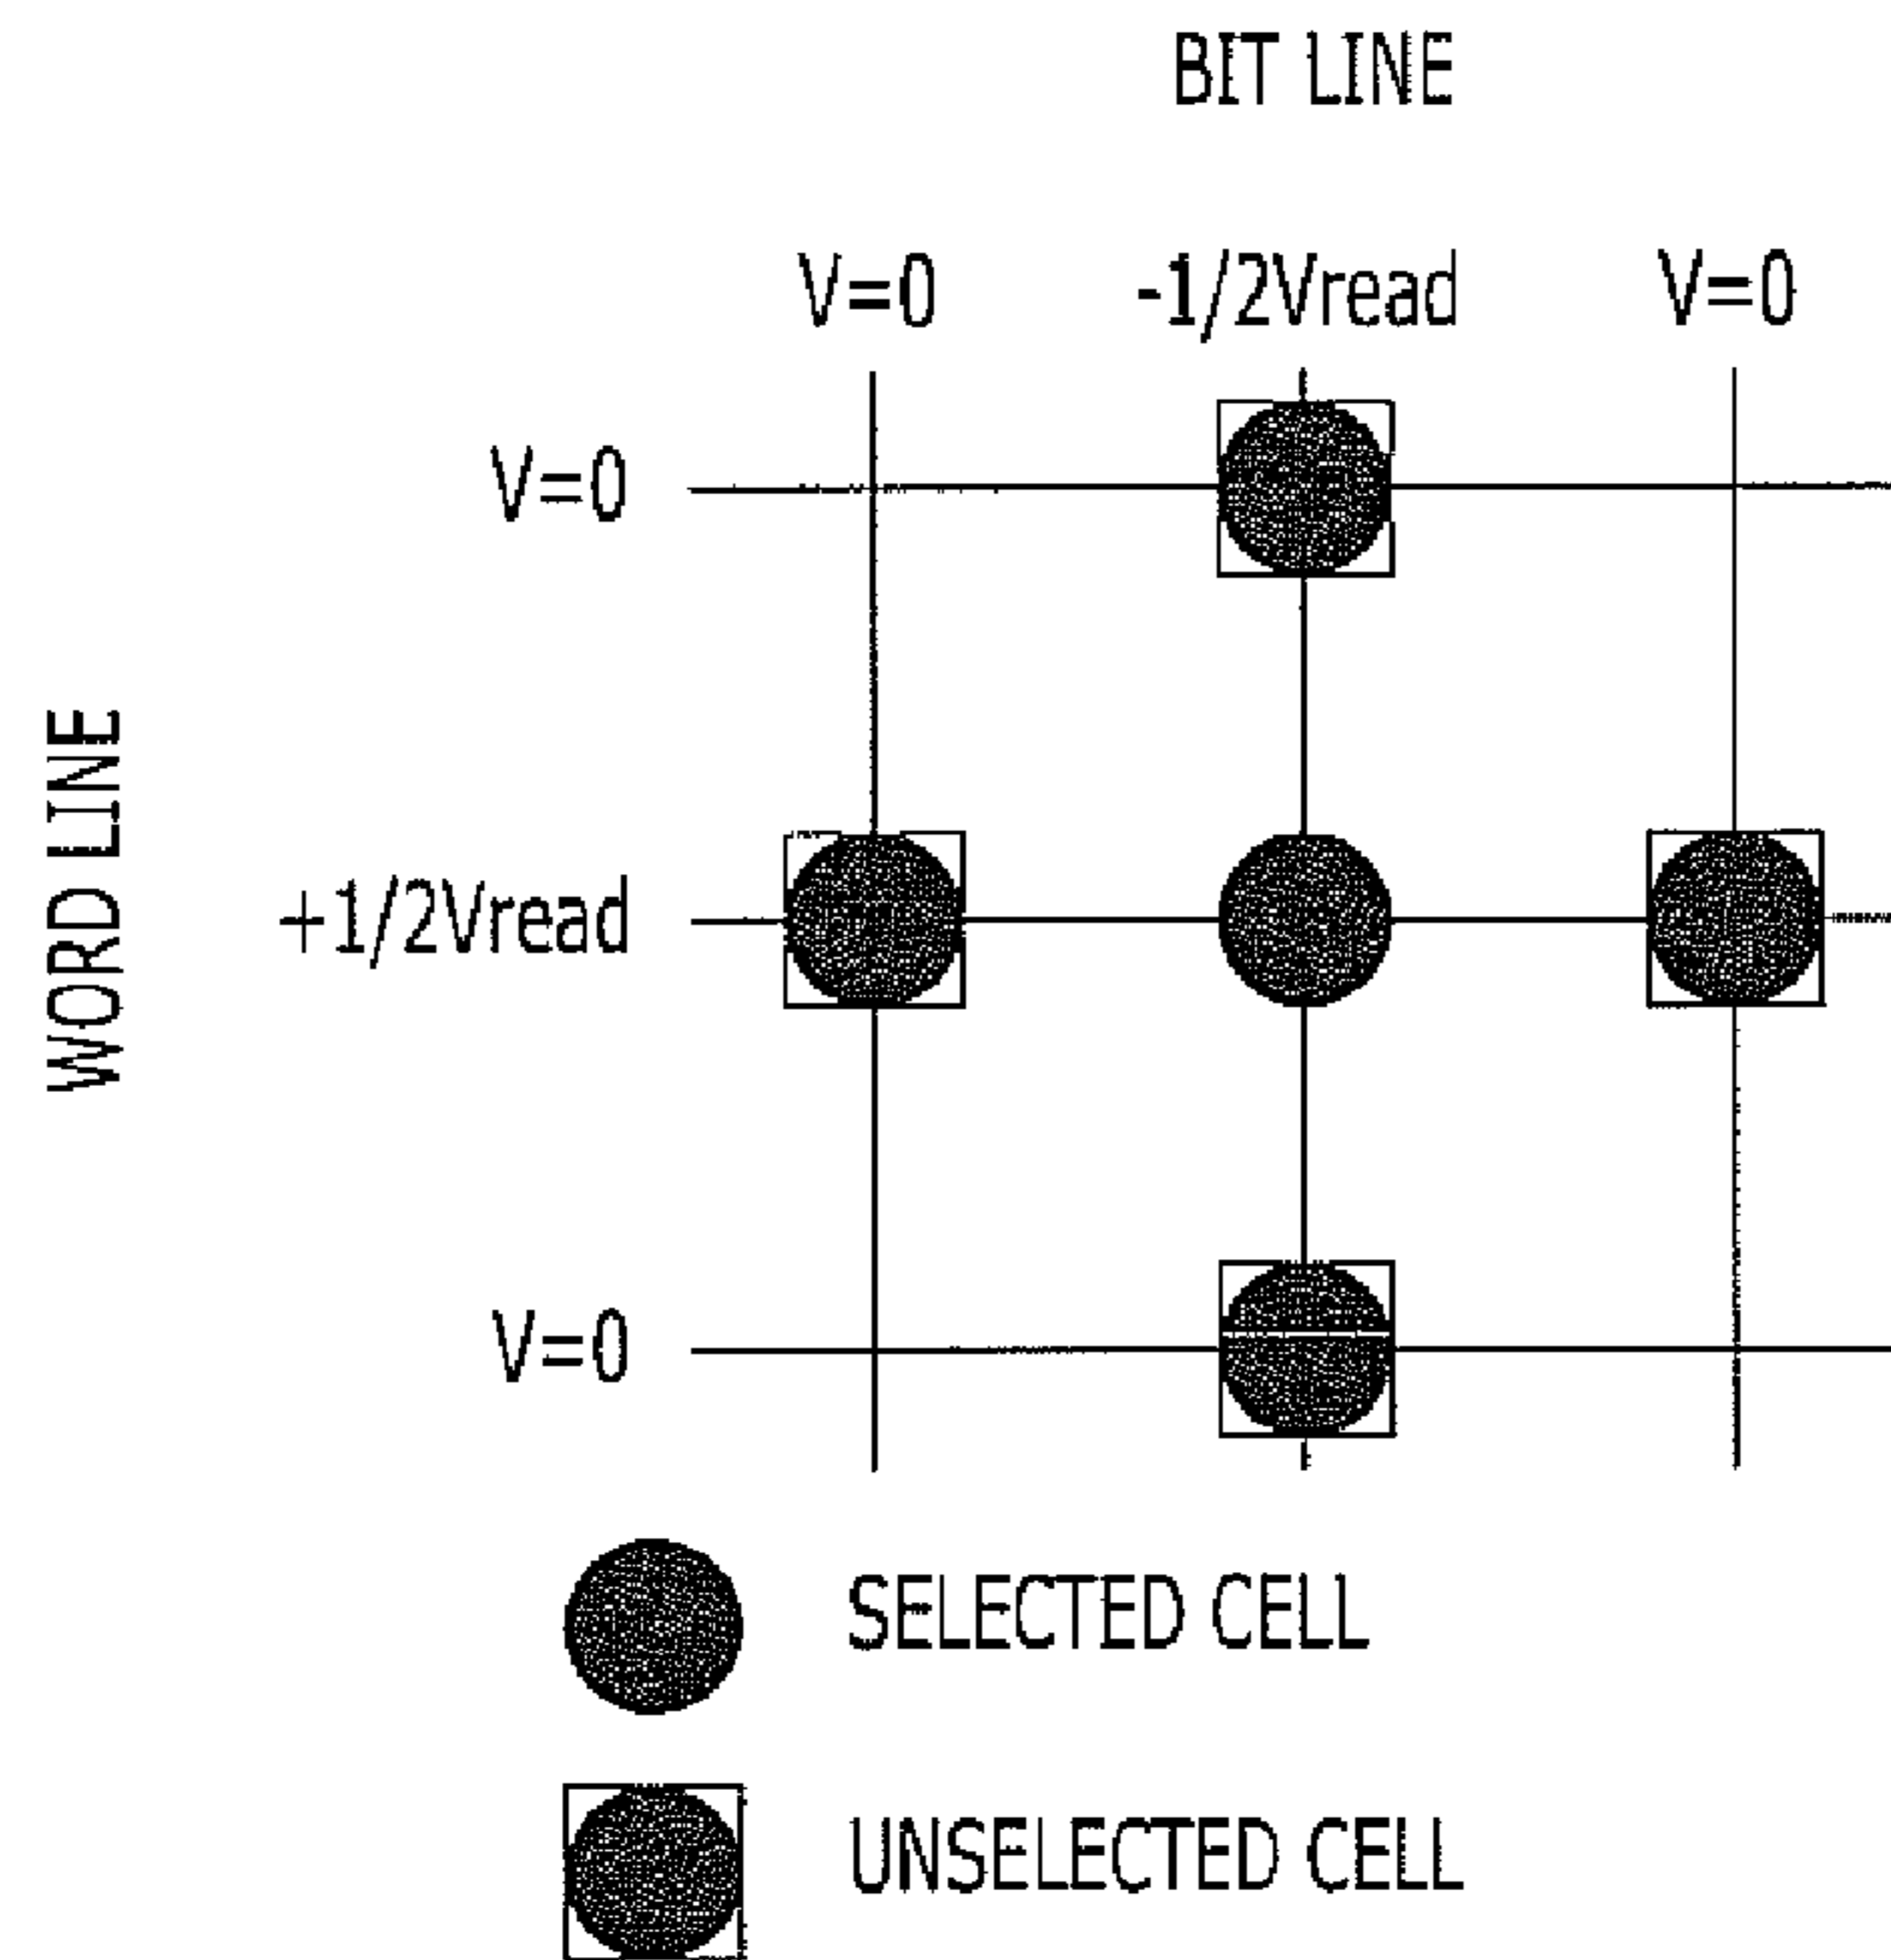 BIT LINE
V=0 -1/2Vread V=0
V=0
WORD LINE
+1/2Vread
V=0
SELECTED CELL
UNSELECTED CELL